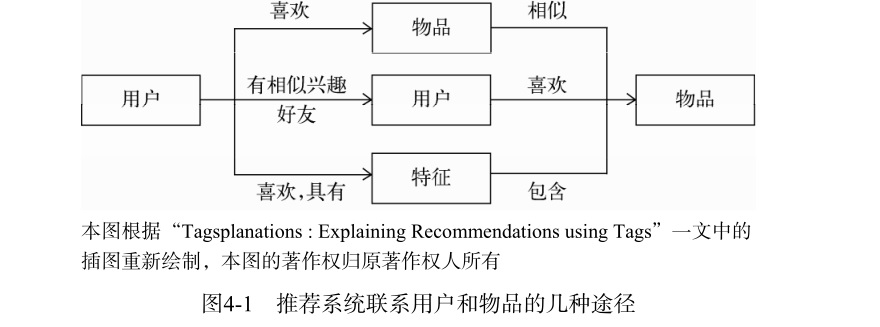 喜欢
物品
相似
用户
有相似兴趣
好友
用户
喜欢
物品
喜欢,具有
特征
包含
本图根据“Tagsplanations : Explaining Recommendations using Tags”一文中的
插图重新绘制，本图的著作权归原著作权人所有
图4-1 推荐系统联系用户和物品的几种途径